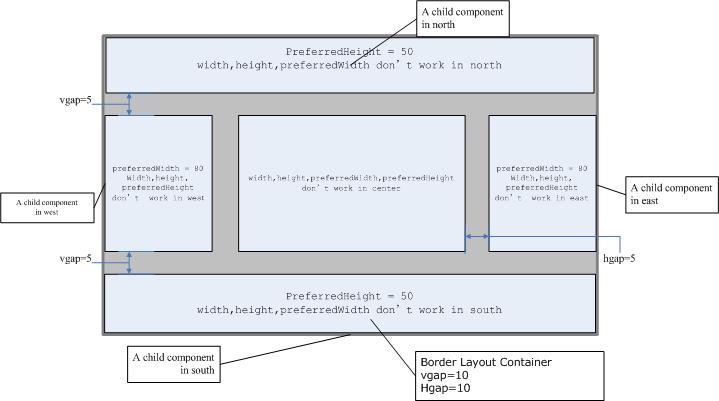 A child component
in north
PreferredHeight = 50
width,height,preferredWidth don't work in north
vgap=5
preferredWidth = 80
Width,height,
preferredHeight
don't work in west
width,height,preferredWidth,preferredHeight
don't work in center
preferredWidth = 80
Width,height,
preferredHeight
don't work in east
A child component
in west
A child component
in east
vgap=5
hgap=5
PreferredHeight = 50
width,height,preferredWidth don't work in south
A child component
in south
Border Layout Container
vgap=10
Hgap=10